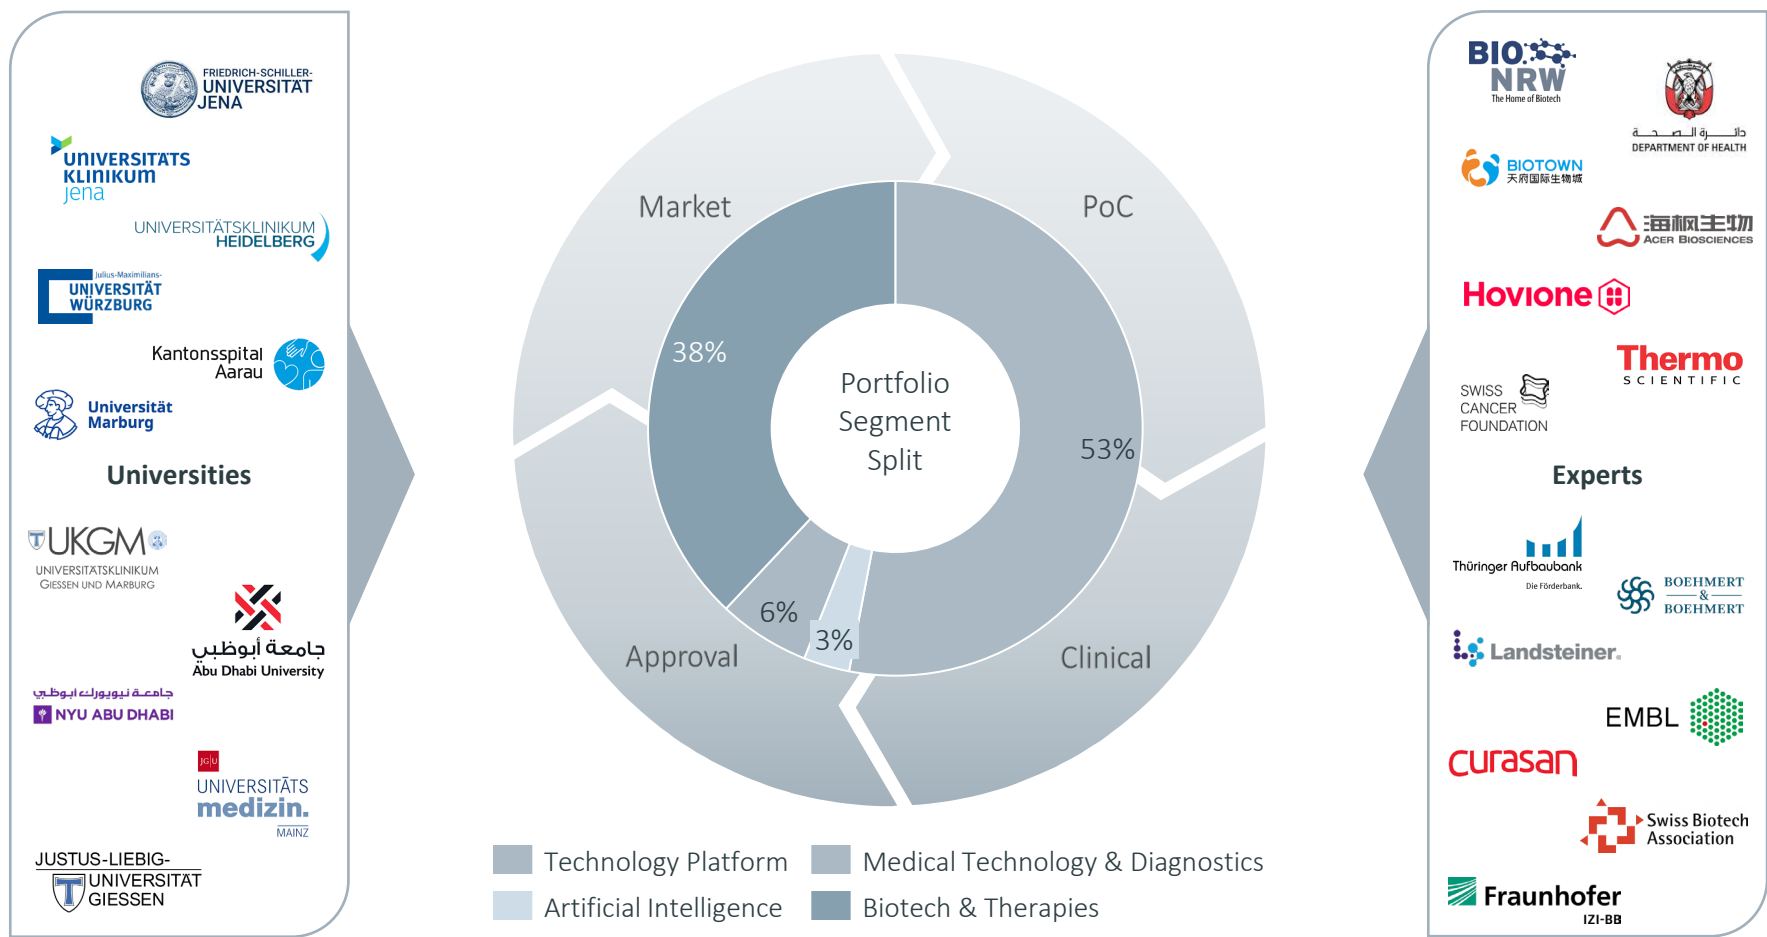 FRIEDRICH-SCHILLER-
UNIVERSITÄT
JENA
UNIVERSITÄTS
KLINIKUM
jena
UNIVERSITÄTSKLINIKUM
HEIDELBERG
Julius-Maximilians-
UNIVERSITÄT
WÜRZBURG
Kantonsspital
Aarau
Universität
Marburg
Universities
UKGM
UNIVERSITÄTSKLINIKUM
GIESSEN UND MARBURG
جامعة أبوظبي
Abu Dhabi University
جامعـة نيويورك أبوظـبي
NYU ABU DHABI
JG|U
UNIVERSITÄTS
medizin.
MAINZ
JUSTUS-LIEBIG-
UNIVERSITÄT
GIESSEN
Market
PoC
38%
Portfolio
Segment
Split
53%
6%
3%
Approval
Clinical
Technology Platform
Medical Technology & Diagnostics
Artificial Intelligence
Biotech & Therapies
BIO.
NRW
The Home of Biotech
دائـــرة الـــصـــحـــة
DEPARTMENT OF HEALTH
BIOTOWN
天府国际生物城
海枫生物
ACER BIOSCIENCES
Hovione
Thermo
SCIENTIFIC
SWISS
CANCER
FOUNDATION
Experts
Thüringer Aufbaubank
Die Förderbank.
BOEHMERT
&
BOEHMERT
Landsteiner.
EMBL
curasan
Swiss Biotech
Association
Fraunhofer
IZI-BB